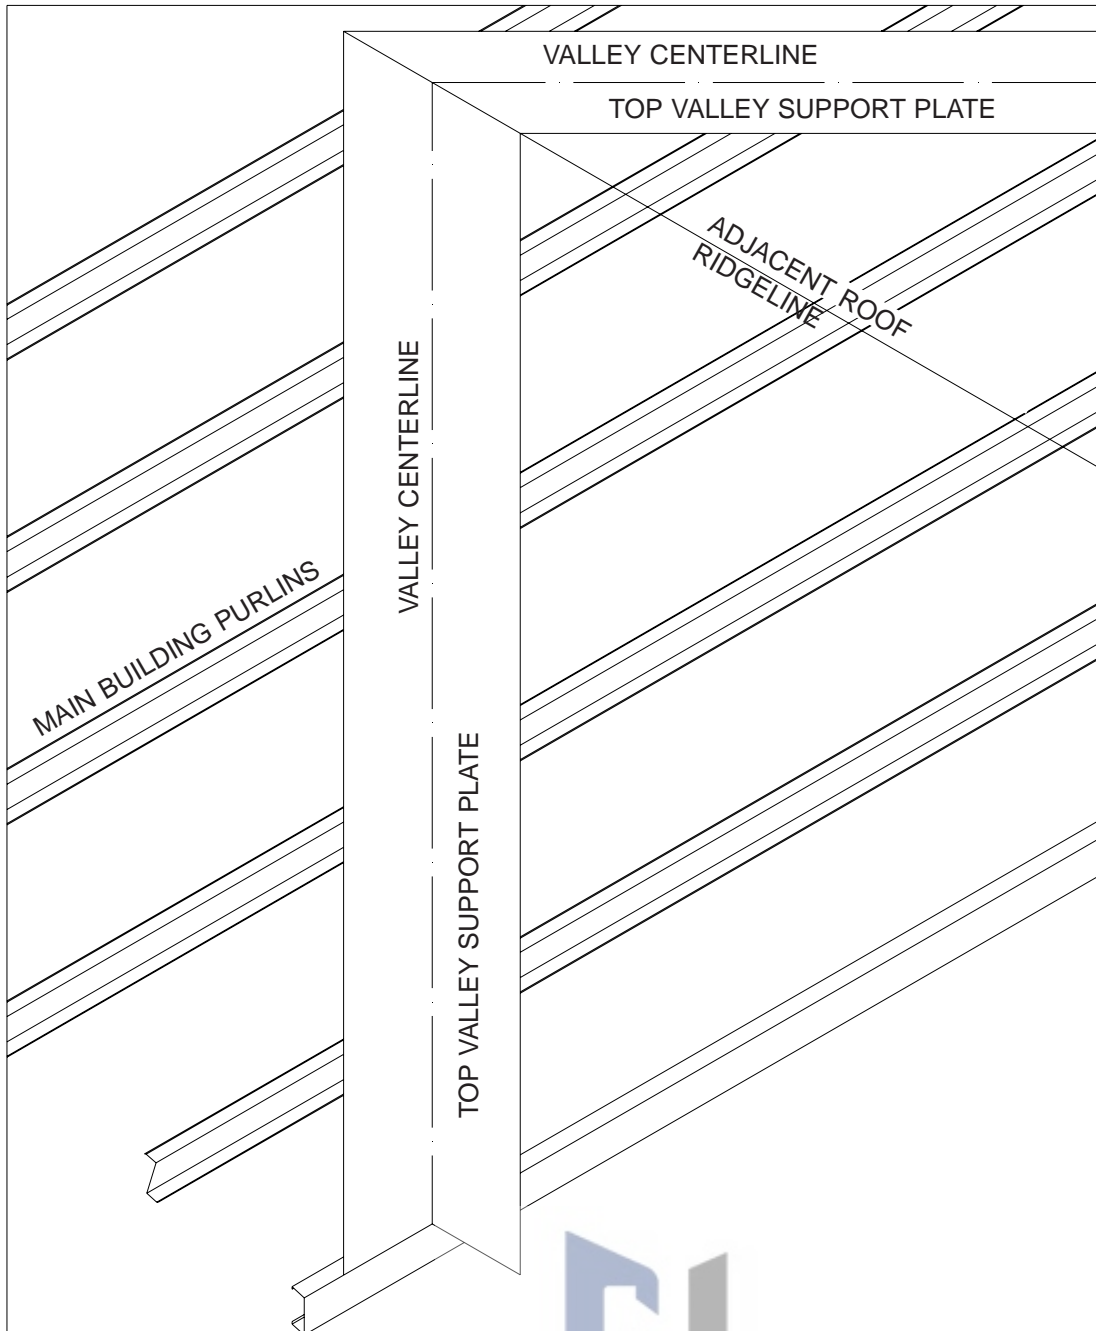 VALLEY CENTERLINE
TOP VALLEY SUPPORT PLATE
ADJACENT ROOF
RIDGELINE
VALLEY CENTERLINE
MAIN BUILDING PURLINS
TOP VALLEY SUPPORT PLATE